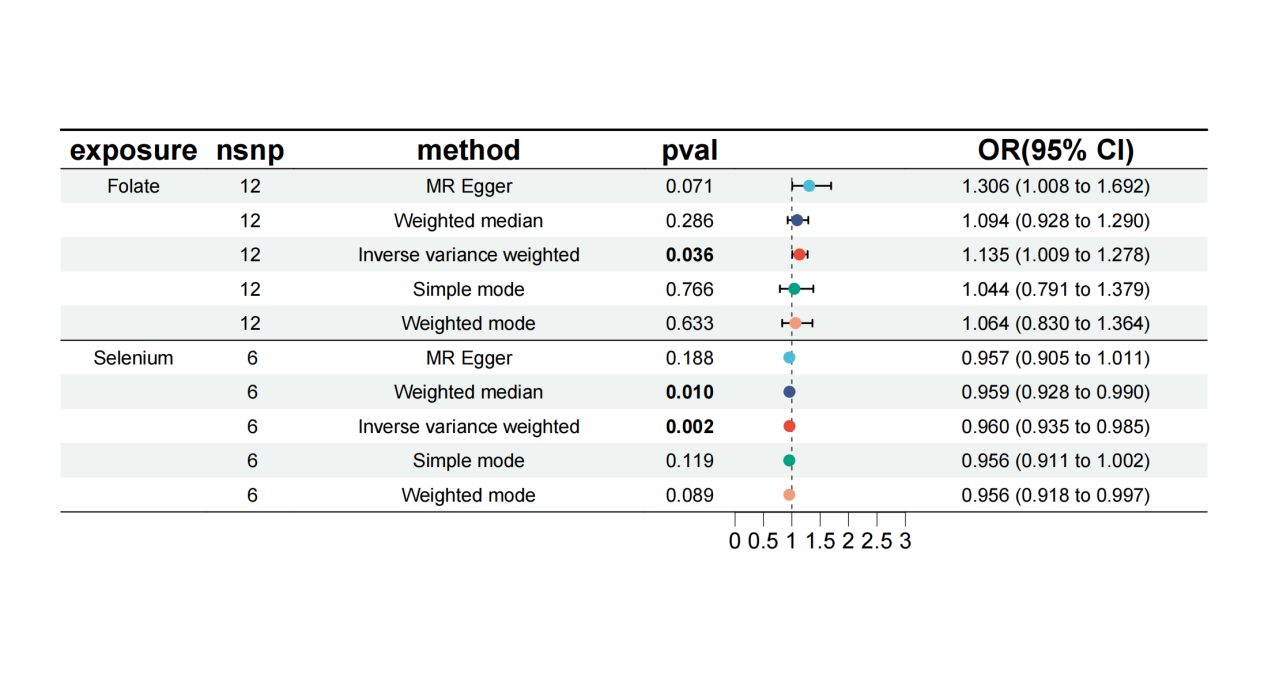 exposure nsnp method pval OR(95% CI)
Folate 12 MR Egger 0.071 1.306 (1.008 to 1.692)
12 Weighted median 0.286 1.094 (0.928 to 1.290)
12 Inverse variance weighted 0.036 1.135 (1.009 to 1.278)
12 Simple mode 0.766 1.044 (0.791 to 1.379)
12 Weighted mode 0.633 1.064 (0.830 to 1.364)
Selenium 6 MR Egger 0.188 0.957 (0.905 to 1.011)
6 Weighted median 0.010 0.959 (0.928 to 0.990)
6 Inverse variance weighted 0.002 0.960 (0.935 to 0.985)
6 Simple mode 0.119 0.956 (0.911 to 1.002)
6 Weighted mode 0.089 0.956 (0.918 to 0.997)
0 0.5 1 1.5 2 2.5 3